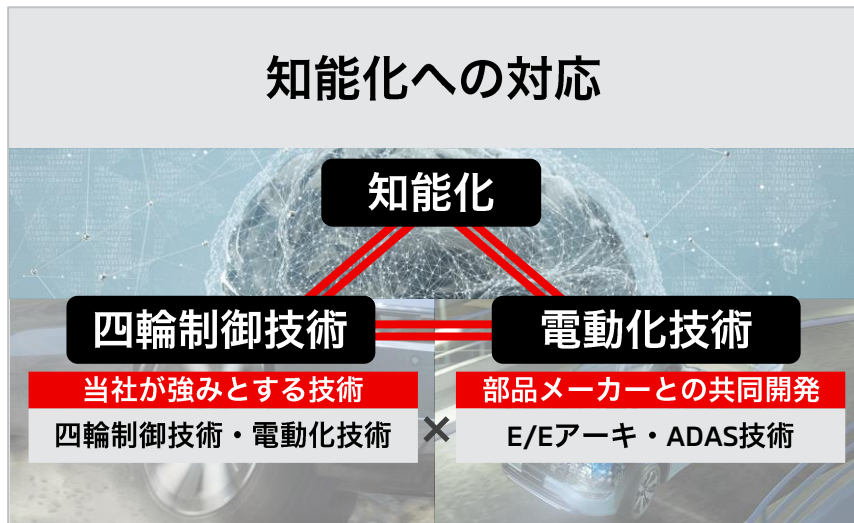 知能化への対応
知能化
四輪制御技術
電動化技術
当社が強みとする技術
部品メーカーとの共同開発
四輪制御技術・電動化技術
×
E/Eアーキ・ADAS技術